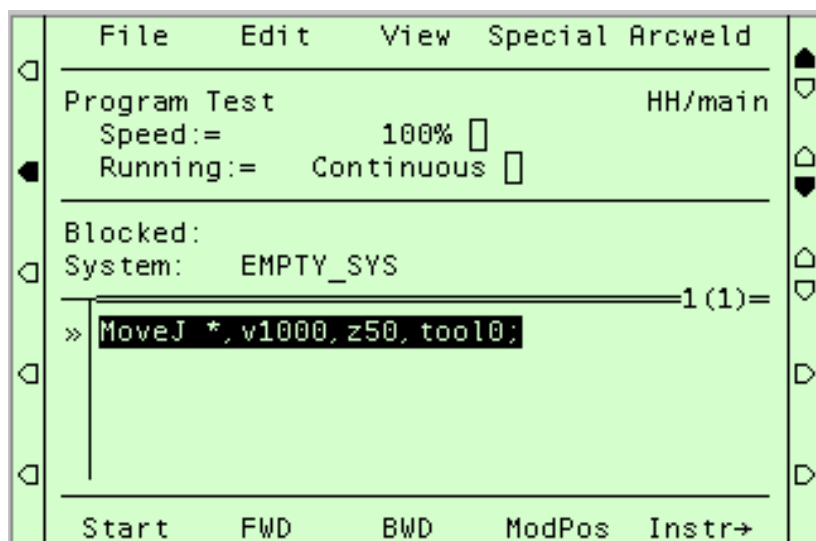 File Edit View Special Arcweld
Program Test HH/main
Speed:= 100%
Running:= Continuous
Blocked:
System: EMPTY_SYS
1(1)
» MoveJ *,v1000,z50,tool0;
Start FWD BWD ModPos Instr→